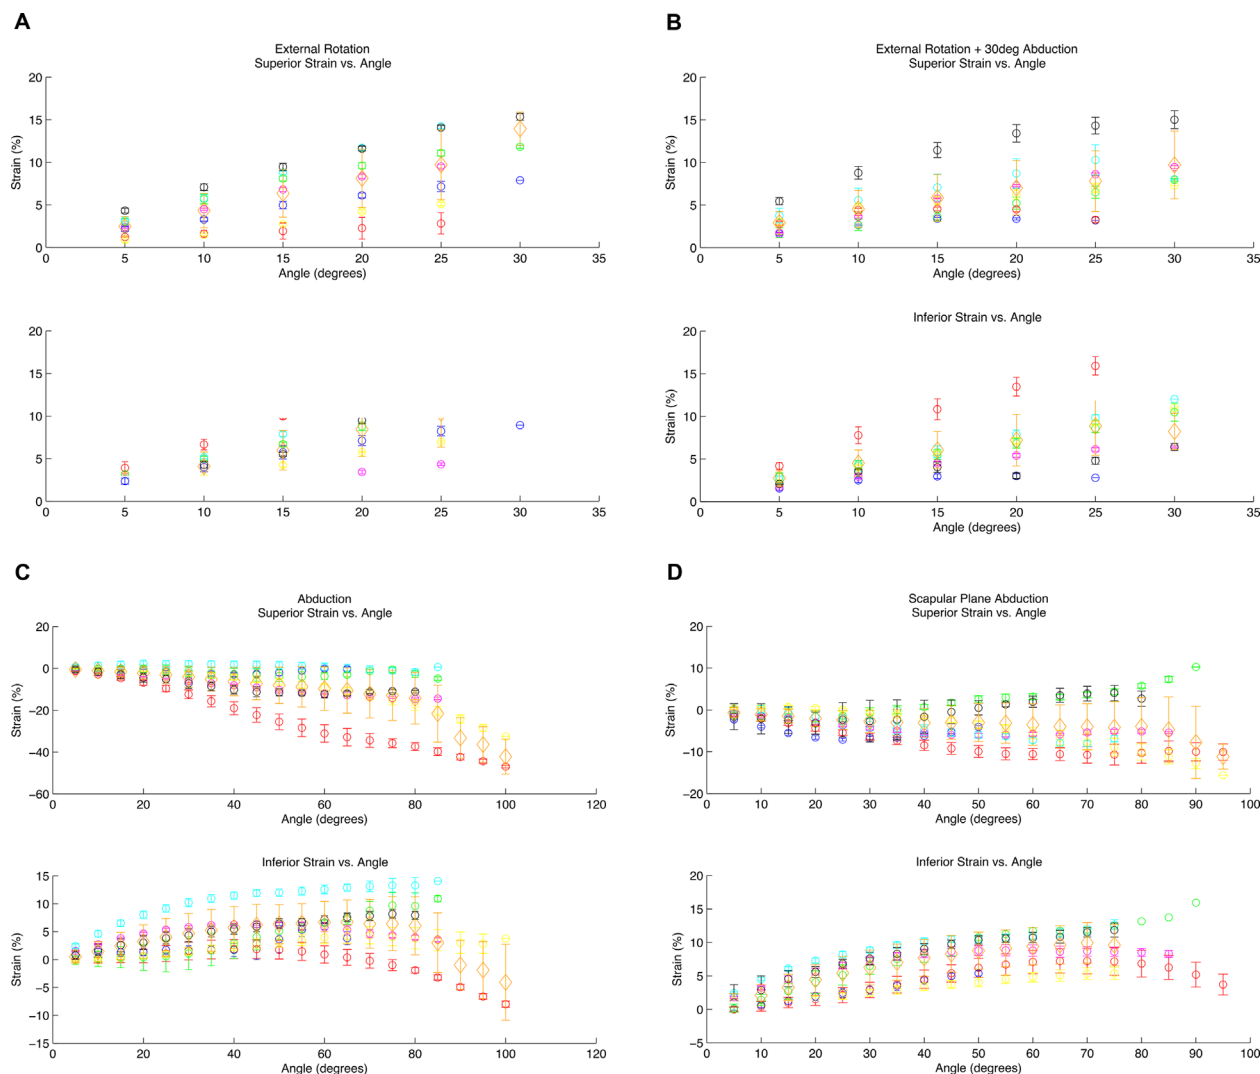 A
External Rotation
Superior Strain vs. Angle
20
15
10
5
0
Strain (%)
0 5 10 15 20 25 30 35
Angle (degrees)
20
15
10
5
0
Strain (%)
0 5 10 15 20 25 30 35
B
External Rotation + 30deg Abduction
Superior Strain vs. Angle
20
15
10
5
0
Strain (%)
0 5 10 15 20 25 30 35
Angle (degrees)
Inferior Strain vs. Angle
20
15
10
5
0
Strain (%)
0 5 10 15 20 25 30 35
Angle (degrees)
C
Abduction
Superior Strain vs. Angle
20
0
−20
−40
−60
Strain (%)
0 20 40 60 80 100 120
Angle (degrees)
Inferior Strain vs. Angle
15
10
5
0
−5
−10
−15
Strain (%)
0 20 40 60 80 100 120
Angle (degrees)
D
Scapular Plane Abduction
Superior Strain vs. Angle
20
10
0
−10
−20
Strain (%)
0 10 20 30 40 50 60 70 80 90 100
Angle (degrees)
Inferior Strain vs. Angle
20
15
10
5
0
−5
Strain (%)
0 10 20 30 40 50 60 70 80 90 100
Angle (degrees)